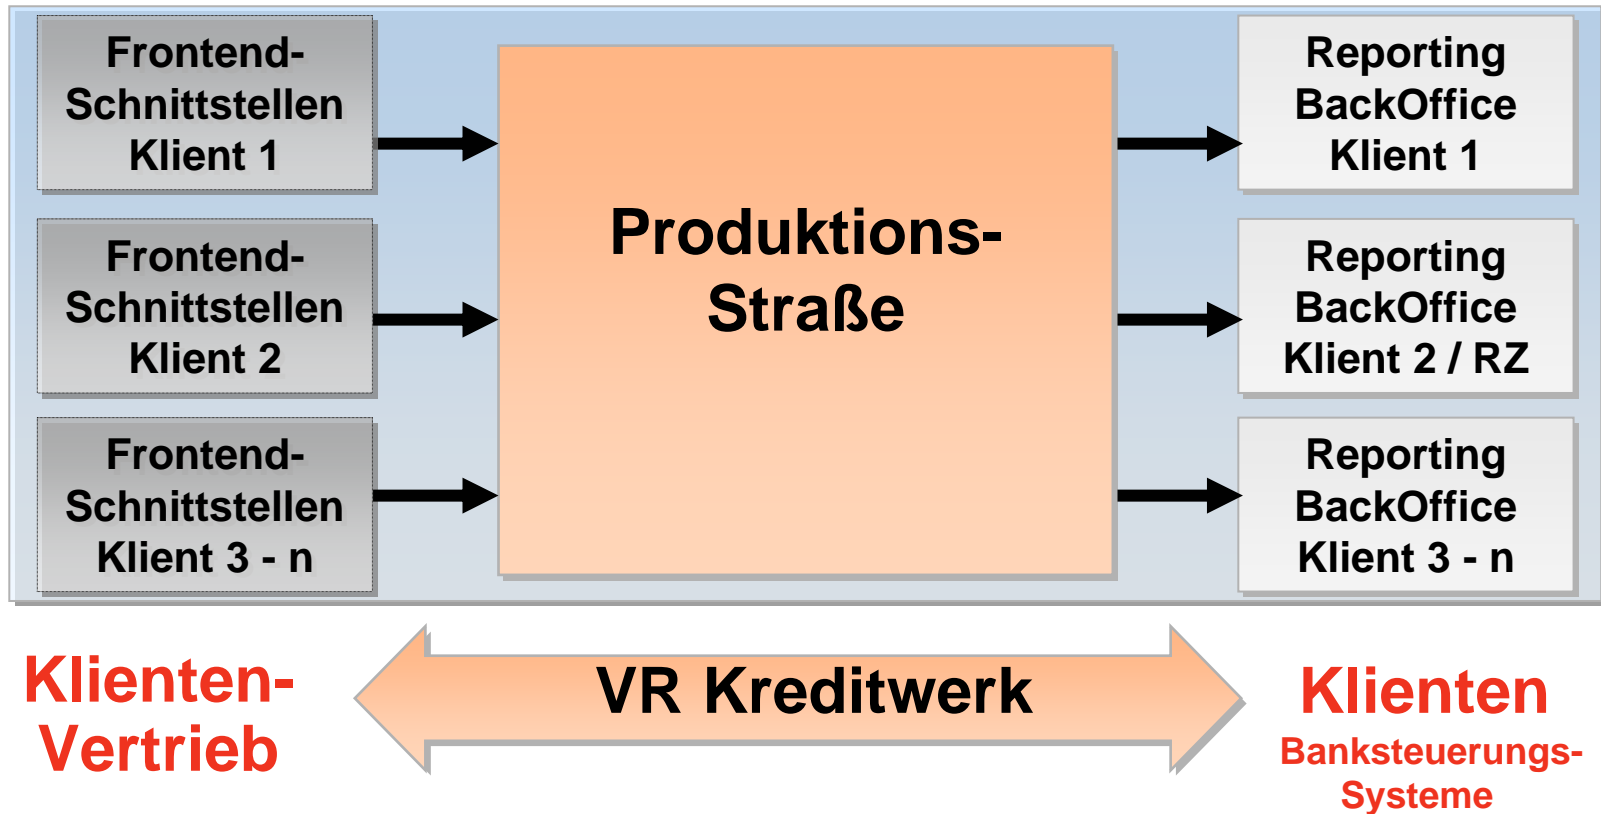 Frontend-
Schnittstellen
Klient 1
Frontend-
Schnittstellen
Klient 2
Frontend-
Schnittstellen
Klient 3 - n
Produktions-
Straße
Reporting
BackOffice
Klient 1
Reporting
BackOffice
Klient 2 / RZ
Reporting
BackOffice
Klient 3 - n
Klienten-
Vertrieb
VR Kreditwerk
Klienten
Banksteuerungs-
Systeme